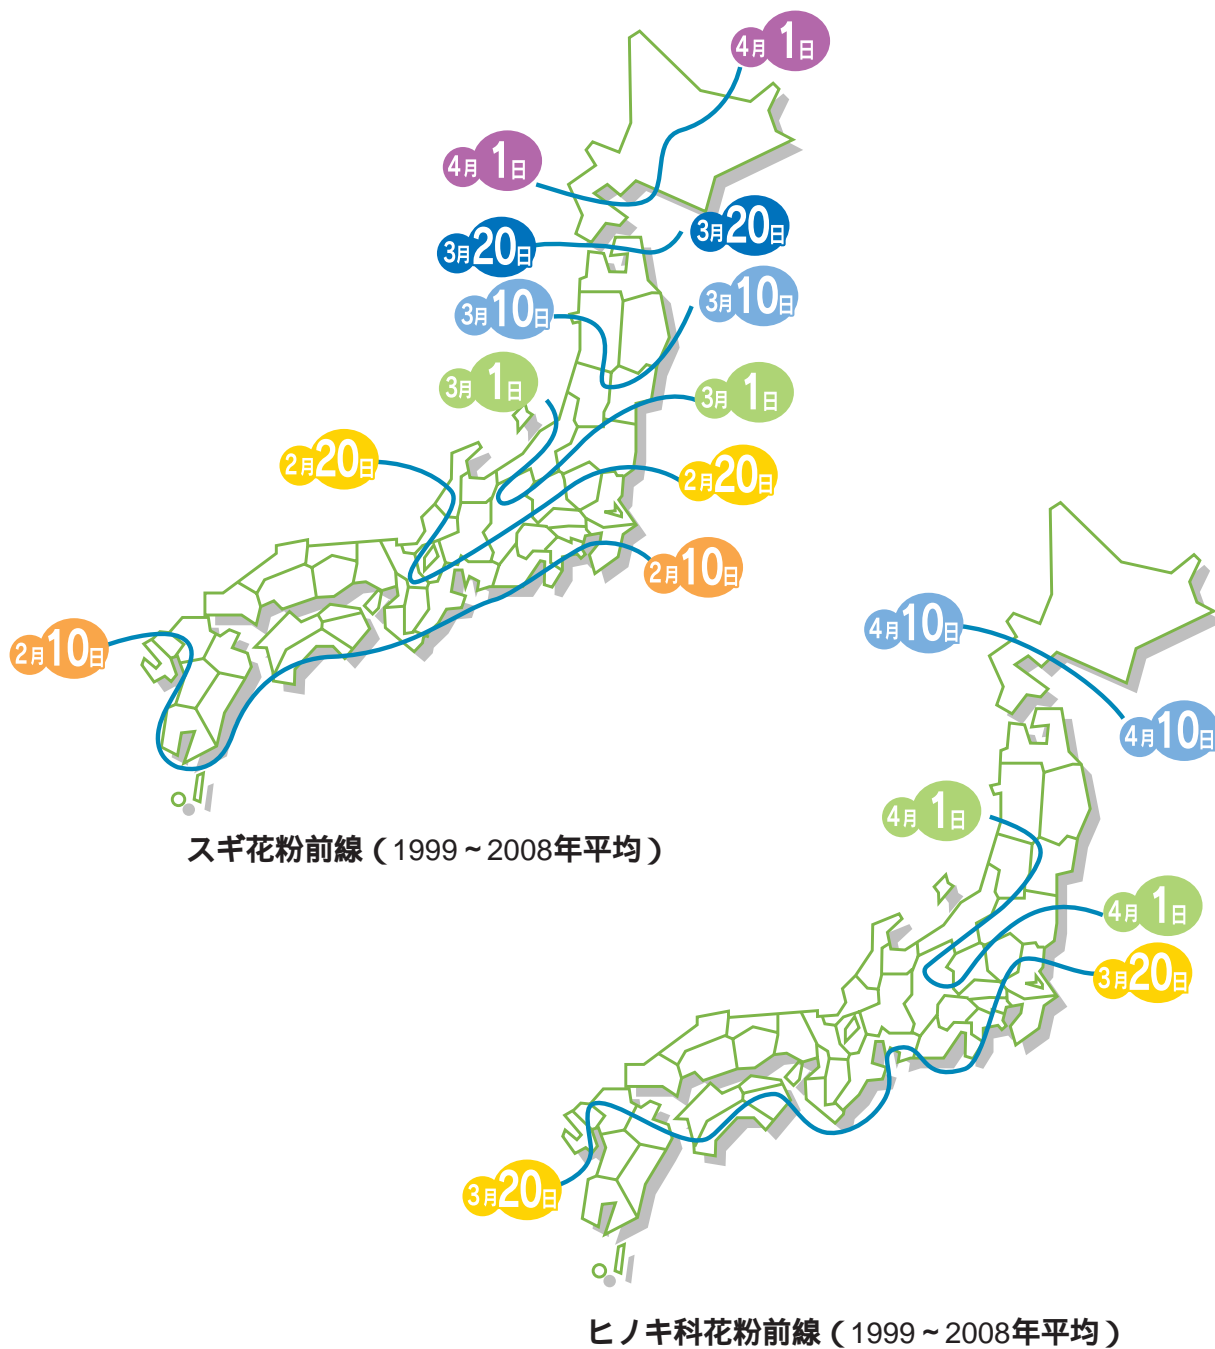 4月1日
4月1日
3月20日
3月20日
3月10日
3月10日
3月1日
3月1日
2月20日
2月20日
2月10日
2月10日
スギ花粉前線（1999～2008年平均）
4月10日
4月10日
4月1日
4月1日
3月20日
3月20日
ヒノキ科花粉前線（1999～2008年平均）